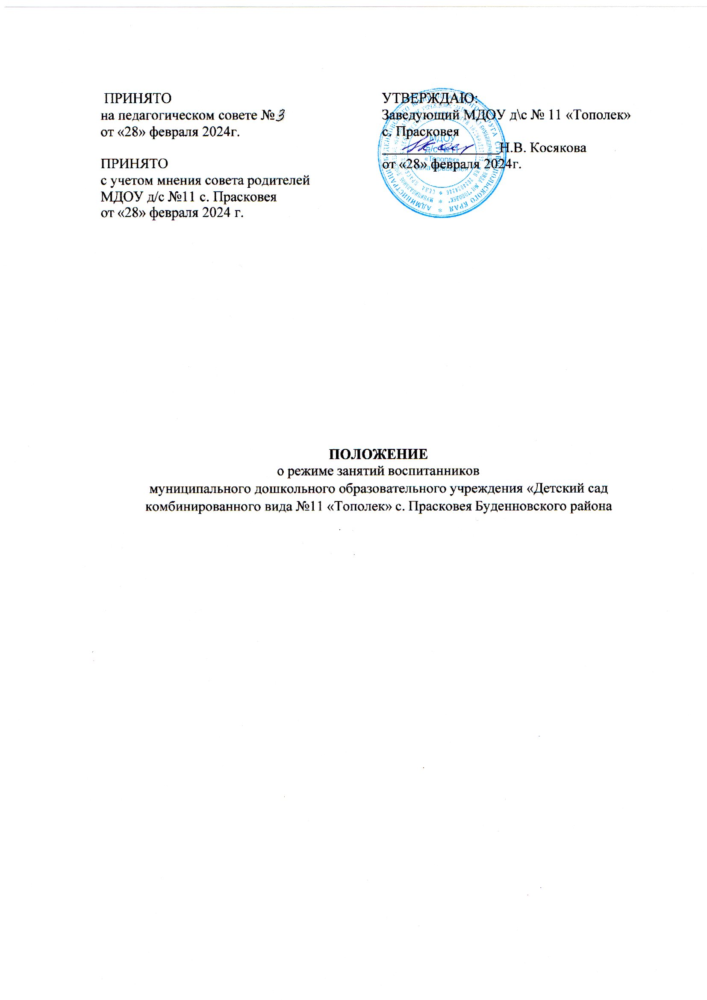 ПРИНЯТО
на педагогическом совете №3
от «28» февраля 2024г.
ПРИНЯТО
с учетом мнения совета родителей
МДОУ д/с №11 с. Прасковея
от «28» февраля 2024 г.
УТВЕРЖДАЮ:
Заведующий МДОУ д\с № 11 «Тополек»
с. Прасковея
Н.В. Косякова
от «28» февраля 2024г.
МДОУ
д/с №11
«Тополек»
села Прасковея
ПОЛОЖЕНИЕ
о режиме занятий воспитанников
муниципального дошкольного образовательного учреждения «Детский сад
комбинированного вида №11 «Тополек» с. Прасковея Буденновского района